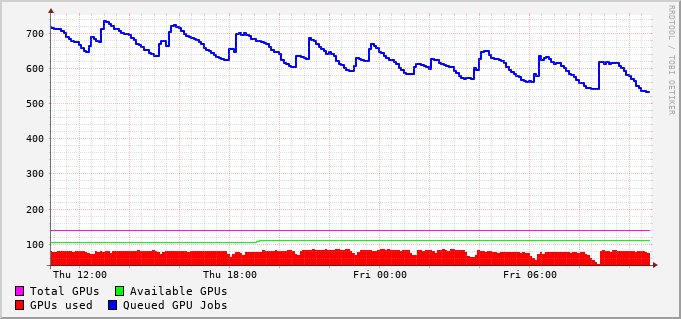 700
600
500
400
300
200
100
Thu 12:00 Thu 18:00 Fri 00:00 Fri 06:00
Total GPUs Available GPUs
GPUs used Queued GPU Jobs
RRDTOOL / TOBI OETIKER